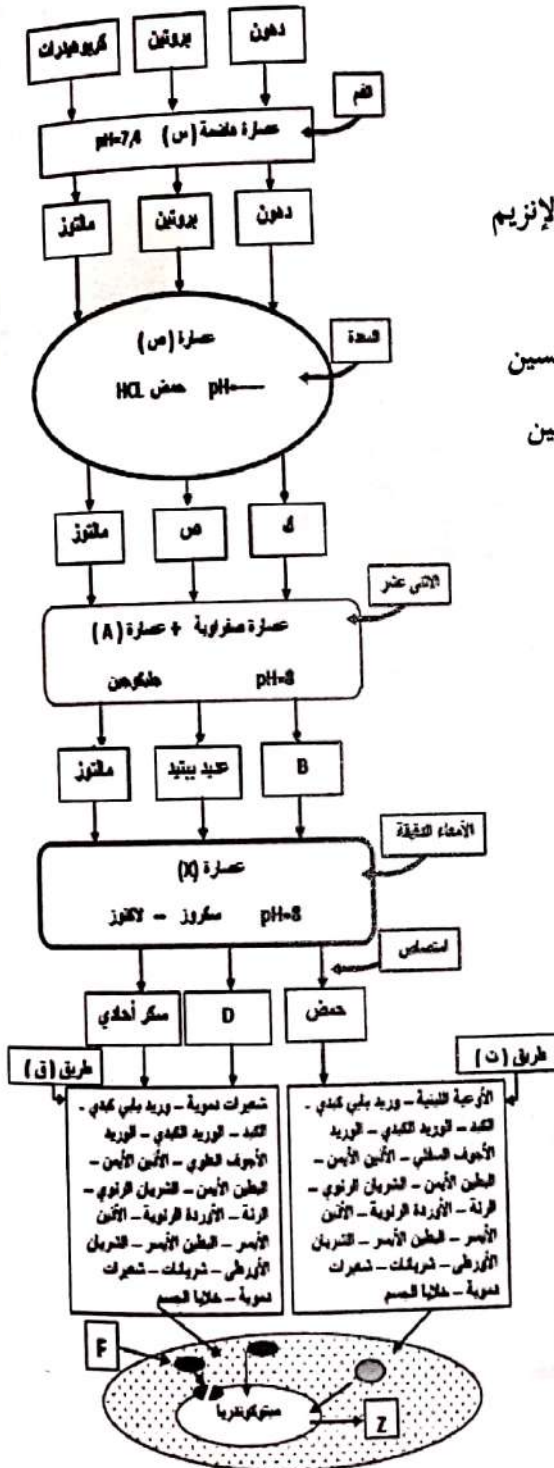 دهون
بروتين
كربوهيدرات
الفم
عصارة هاضمة (س) pH=7,4
دهون
بروتين
مالتوز
لإنزيم
عصارة (ص)
المعدة
حمض HCL pH=——
سين
ين
ك
ص
مالتوز
الاثنى عشر
عصارة صفراوية + عصارة (A)
جليكوجين pH=8
B
عديد ببتيد
مالتوز
الأمعاء الدقيقة
عصارة (X)
سكروز – لاكتوز pH=8
امتصاص
حمض
D
سكر أحادي
طريق (ت)
طريق (ق)
الأوعية اللبنية – وريد بابي كبدي -
الكبد – الوريد الكبدي – الوريد
الأجوف السفلي – الأذين الأيمن –
البطين الأيمن – الشريان الرئوي –
الرئة – الأوردة الرئوية – الأذين
الأيسر – البطين الأيسر – الشريان
الأورطى – شريانات – شعيرات
دموية – خلايا الجسم
شعيرات دموية – وريد بابي كبدي -
الكبد – الوريد الكبدي – الوريد
الأجوف العلوي – الأذين الأيمن –
البطين الأيمن – الشريان الرئوي –
الرئة – الأوردة الرئوية – الأذين
الأيسر – البطين الأيسر – الشريان
الأورطى – شريانات – شعيرات
دموية – خلايا الجسم
F
ميتوكوندريا
Z